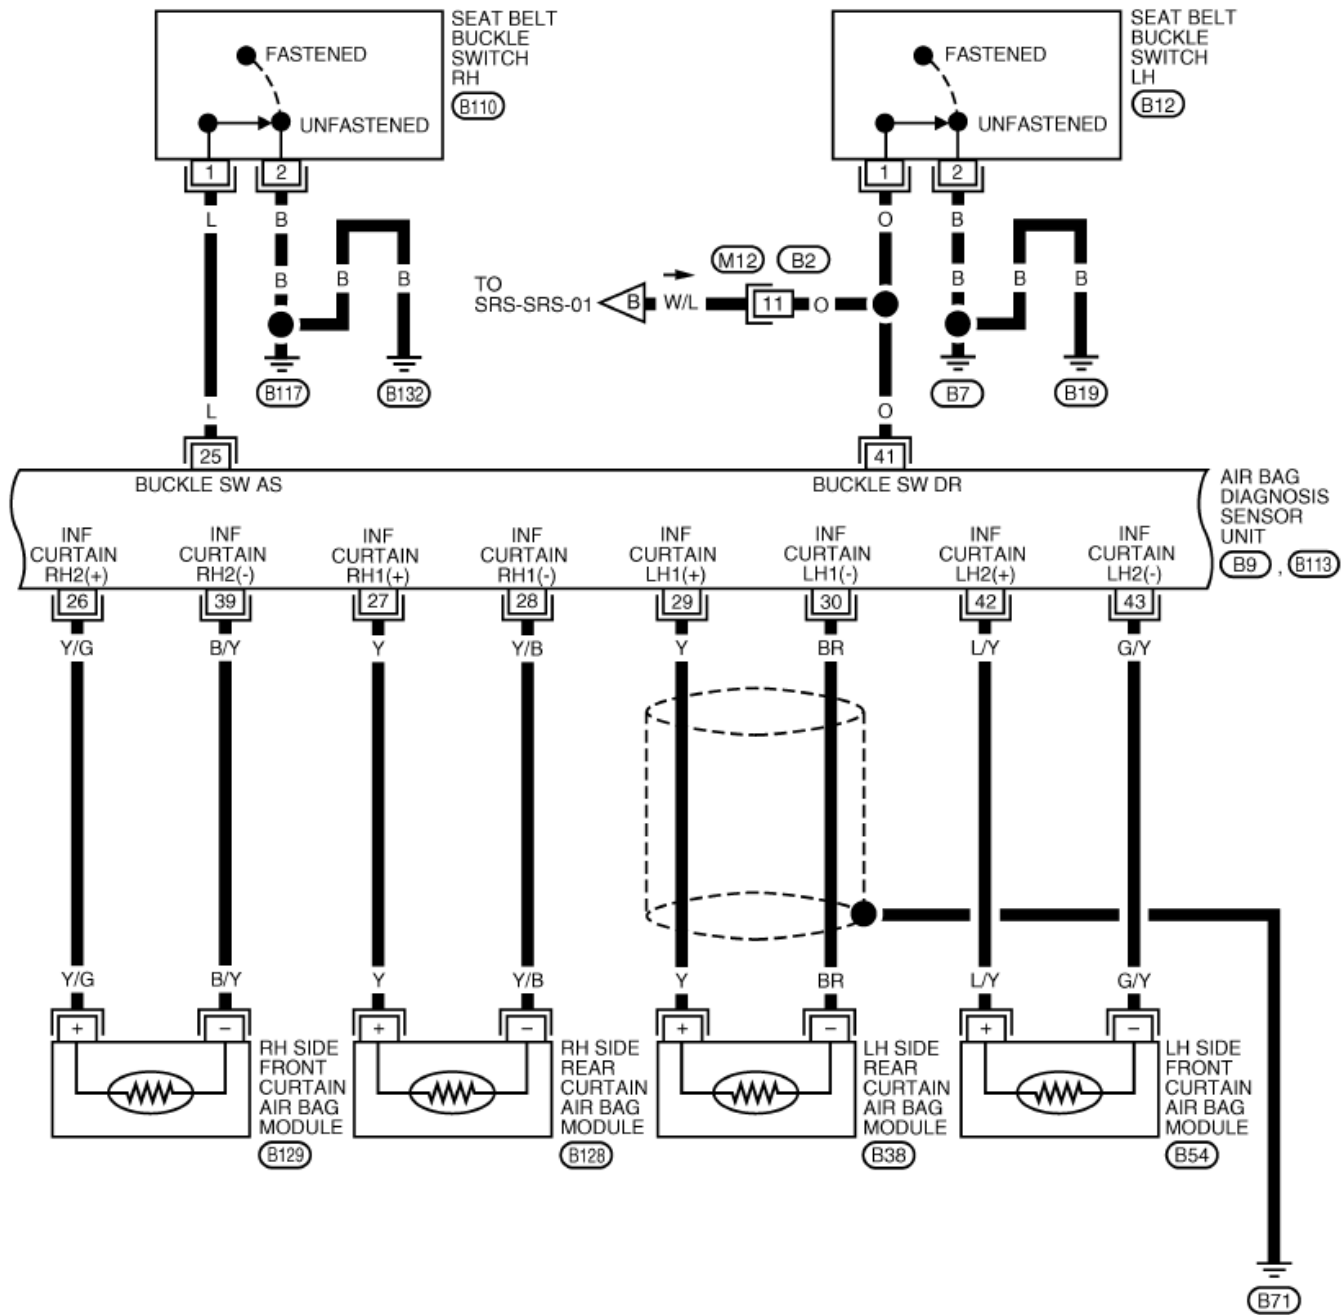 SEAT BELT
BUCKLE
SWITCH
RH
B110
FASTENED
UNFASTENED
1 2
SEAT BELT
BUCKLE
SWITCH
LH
B12
FASTENED
UNFASTENED
1 2
L B O B
M12 B2
B B B B B B
TO
SRS-SRS-01
B W/L 11 O
B117 B132 B7 B19
L O
25 41
BUCKLE SW AS BUCKLE SW DR
AIR BAG
DIAGNOSIS
SENSOR
UNIT
B9 , B113
INF
CURTAIN
RH2(+)
INF
CURTAIN
RH2(-)
INF
CURTAIN
RH1(+)
INF
CURTAIN
RH1(-)
INF
CURTAIN
LH1(+)
INF
CURTAIN
LH1(-)
INF
CURTAIN
LH2(+)
INF
CURTAIN
LH2(-)
26 39 27 28 29 30 42 43
Y/G B/Y Y Y/B Y BR L/Y G/Y
Y/G B/Y Y Y/B Y BR L/Y G/Y
+ − + − + − + −
RH SIDE
FRONT
CURTAIN
AIR BAG
MODULE
B129
RH SIDE
REAR
CURTAIN
AIR BAG
MODULE
B128
LH SIDE
REAR
CURTAIN
AIR BAG
MODULE
B38
LH SIDE
FRONT
CURTAIN
AIR BAG
MODULE
B54
B71